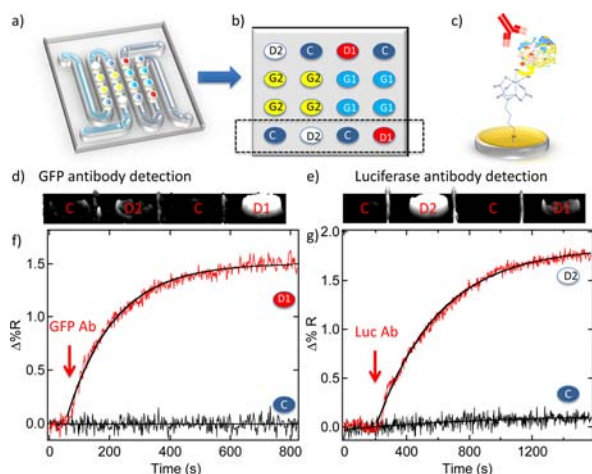 a)
b)
c)
D2 C D1 C
G2 G2 G1 G1
G2 G2 G1 G1
C D2 C D1
d) GFP antibody detection
e) Luciferase antibody detection
C D2 C D1
C D2 C D1
f)
1.5
1.0
0.5
0.0
Δ%R
GFP Ab
D1
C
0 200 400 600 800
Time (s)
g)
2.0
1.5
1.0
0.5
0.0
Δ% R
Luc Ab
D2
C
0 400 800 1200
Time (s)